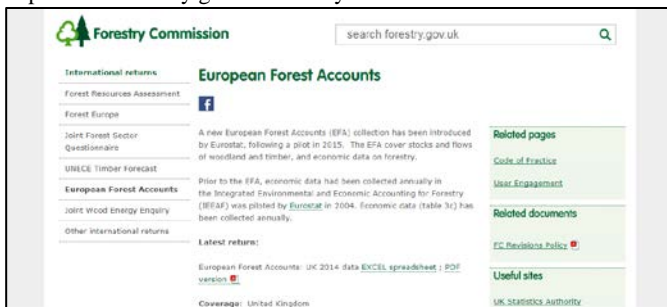 Forestry Commission
search forestry.gov.uk
International returns
Forest Resources Assessment
Forest Europe
Joint Forest Sector
Questionnaire
UNECE Timber Forecast
European Forest Accounts
Joint Wood Energy Enquiry
Other international returns
European Forest Accounts
A new European Forest Accounts (EFA) collection has been introduced
by Eurostat, following a pilot in 2015. The EFA cover stocks and flows
of woodland and timber, and economic data on forestry.
Prior to the EFA, economic data had been collected annually in
the Integrated Environmental and Economic Accounting for Forestry
(IEEAF) was piloted by Eurostat in 2004. Economic data (table 3c) has
been collected annually.
Latest return:
European Forest Accounts: UK 2014 data EXCEL spreadsheet ; PDF
version
Coverage: United Kingdom
Related pages
Code of Practice
User Engagement
Related documents
FC Revisions Policy
Useful sites
UK Statistics Authority